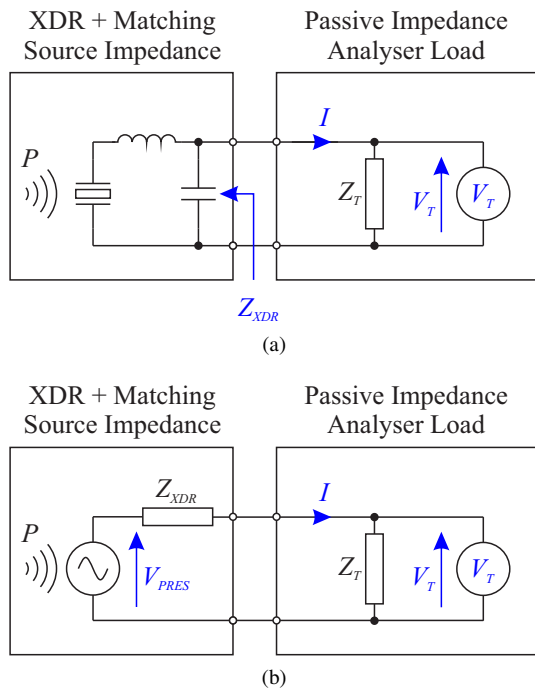 XDR + Matching
Source Impedance
Passive Impedance
Analyser Load
P
I
Z_T
V_T
V_T
Z_XDR
(a)
XDR + Matching
Source Impedance
Passive Impedance
Analyser Load
Z_XDR
P
V_PRES
I
Z_T
V_T
V_T
(b)